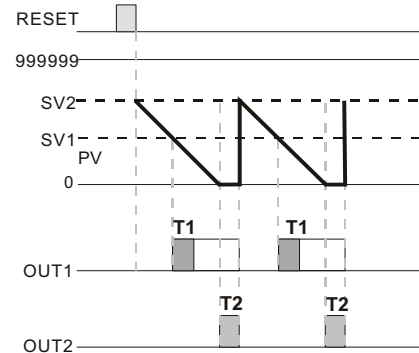 RESET
999999
SV2
SV1
PV
0
T1 T1
OUT1
T2 T2
OUT2